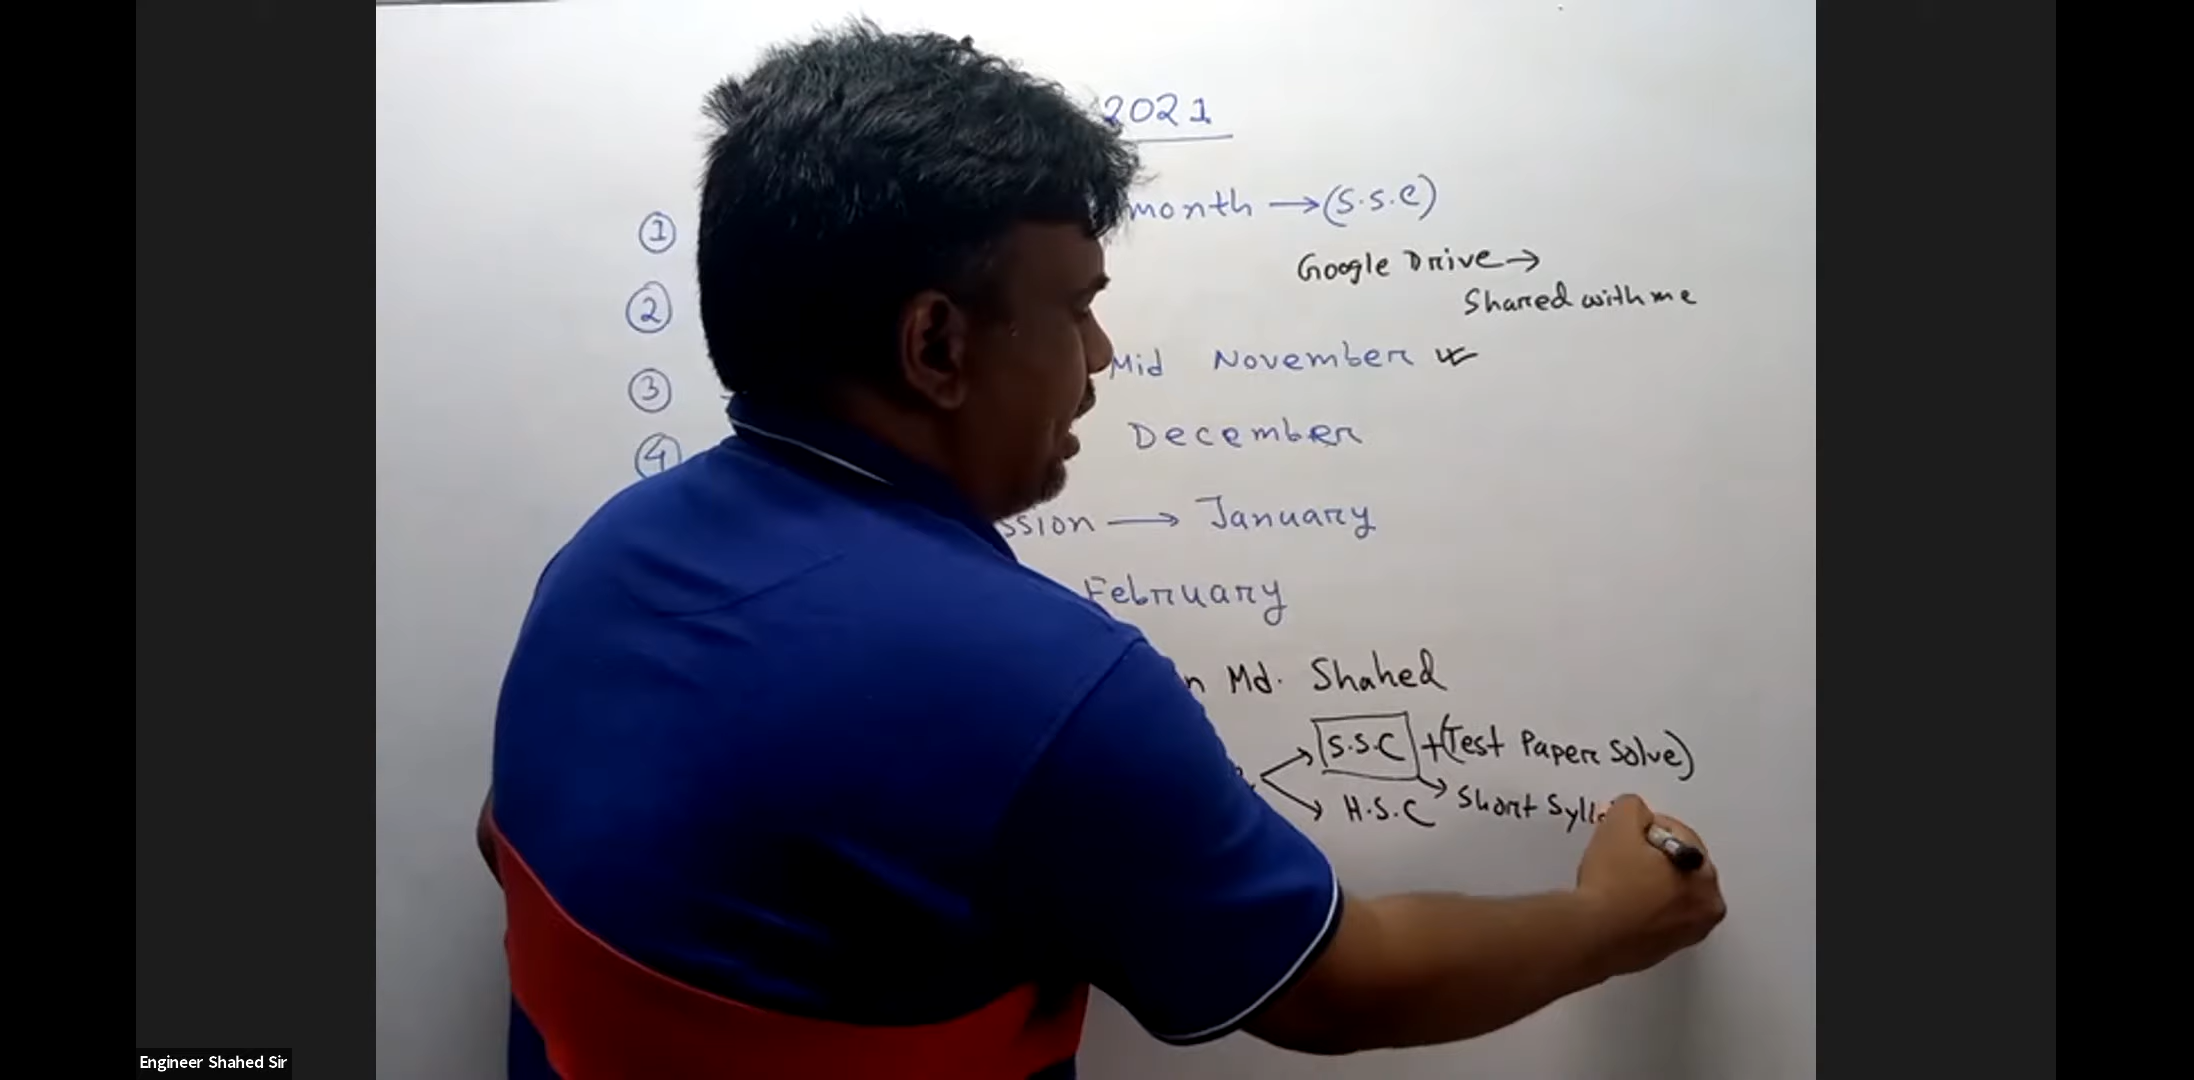 2021
① month → (S.S.C)
Google Drive →
Shared with me
②
③ Mid November
④ December
ssion → January
February
n Md. Shahed
S.S.C + (Test Paper Solve)
H.S.C → Short Syll
Engineer Shahed Sir